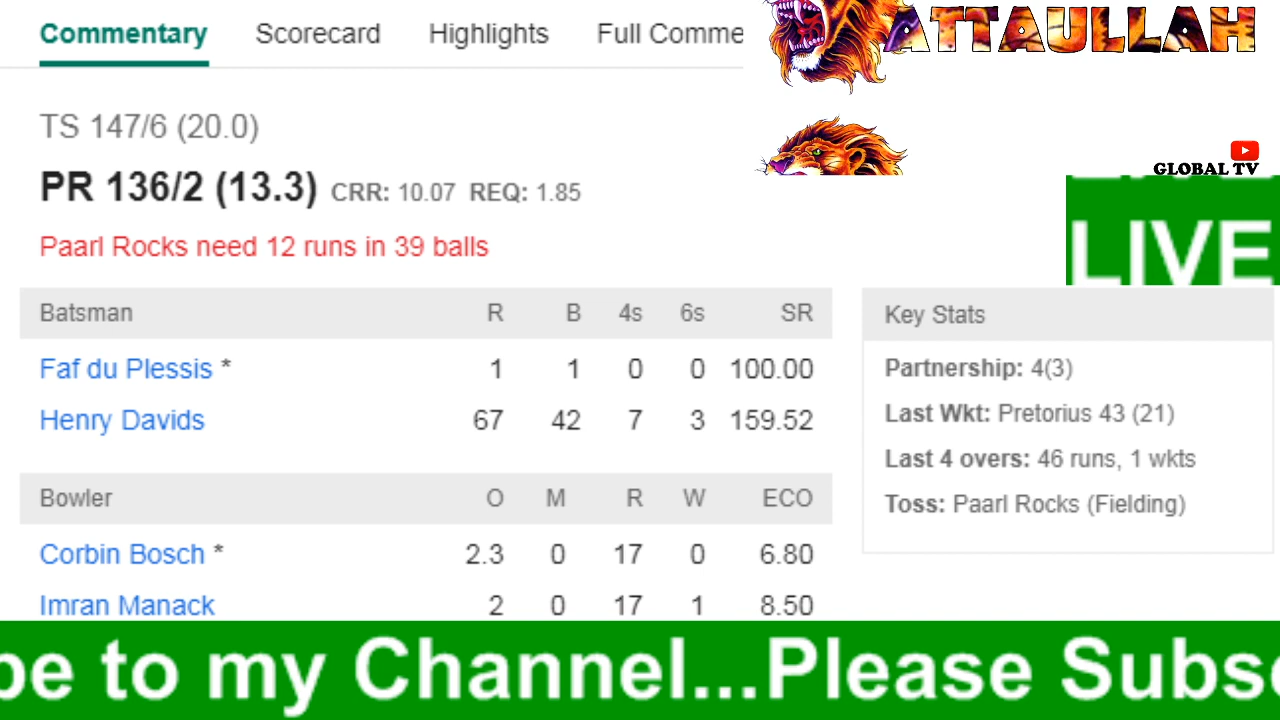 Commentary Scorecard Highlights Full Comme
ATTAULLAH
TS 147/6 (20.0)
GLOBAL TV
PR 136/2 (13.3) CRR: 10.07 REQ: 1.85
Paarl Rocks need 12 runs in 39 balls
LIVE
Batsman R B 4s 6s SR
Faf du Plessis * 1 1 0 0 100.00
Henry Davids 67 42 7 3 159.52
Key Stats
Partnership: 4(3)
Last Wkt: Pretorius 43 (21)
Last 4 overs: 46 runs, 1 wkts
Toss: Paarl Rocks (Fielding)
Bowler O M R W ECO
Corbin Bosch * 2.3 0 17 0 6.80
Imran Manack 2 0 17 1 8.50
be to my Channel...Please Subsc